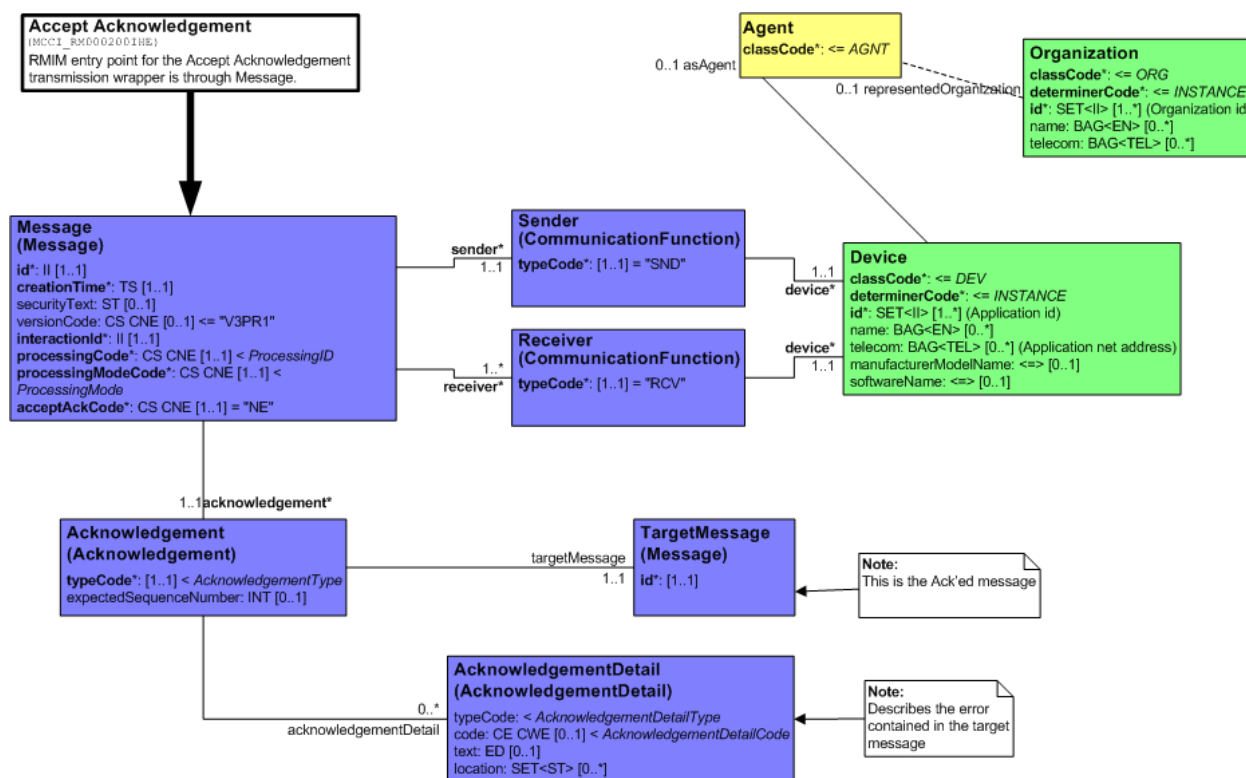 Accept Acknowledgement
(MCCI_RMD00200IHE)
RMIM entry point for the Accept Acknowledgement
transmission wrapper is through Message.
Agent
classCode*: <= AGNT
0..1 asAgent
0..1 representedOrganization
Organization
classCode*: <= ORG
determinerCode*: <= INSTANCE
id*: SET<II> [1..*] (Organization id
name: BAG<EN> [0..*]
telecom: BAG<TEL> [0..*]
Message
(Message)
id*: II [1..1]
creationTime*: TS [1..1]
securityText: ST [0..1]
versionCode: CS CNE [0..1] <= "V3PR1"
interactionId*: II [1..1]
processingCode*: CS CNE [1..1] < ProcessingID
processingModeCode*: CS CNE [1..1] <
ProcessingMode
acceptAckCode*: CS CNE [1..1] = "NE"
sender*
1..1
Sender
(CommunicationFunction)
typeCode*: [1..1] = "SND"
1..1
device*
1..*
receiver*
Receiver
(CommunicationFunction)
typeCode*: [1..1] = "RCV"
device*
1..1
Device
classCode*: <= DEV
determinerCode*: <= INSTANCE
id*: SET<II> [1..*] (Application id)
name: BAG<EN> [0..*]
telecom: BAG<TEL> [0..*] (Application net address)
manufacturerModelName: <=> [0..1]
softwareName: <=> [0..1]
1..1acknowledgement*
Acknowledgement
(Acknowledgement)
typeCode*: [1..1] < AcknowledgementType
expectedSequenceNumber: INT [0..1]
targetMessage
1..1
TargetMessage
(Message)
id*: [1..1]
Note:
This is the Ack'ed message
0..*
acknowledgementDetail
AcknowledgementDetail
(AcknowledgementDetail)
typeCode: < AcknowledgementDetailType
code: CE CWE [0..1] < AcknowledgementDetailCode
text: ED [0..1]
location: SET<ST> [0..*]
Note:
Describes the error
contained in the target
message